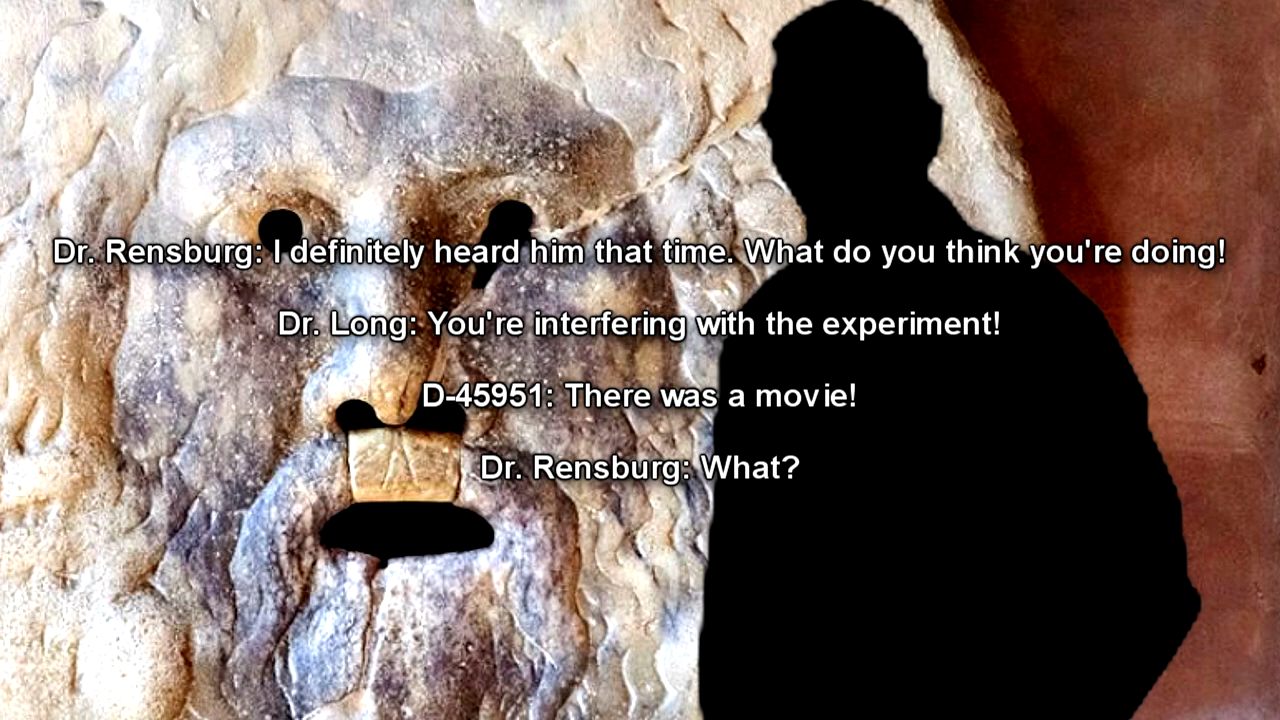 Dr. Rensburg: I definitely heard him that time. What do you think you're doing!
Dr. Long: You're interfering with the experiment!
D-45951: There was a movie!
Dr. Rensburg: What?